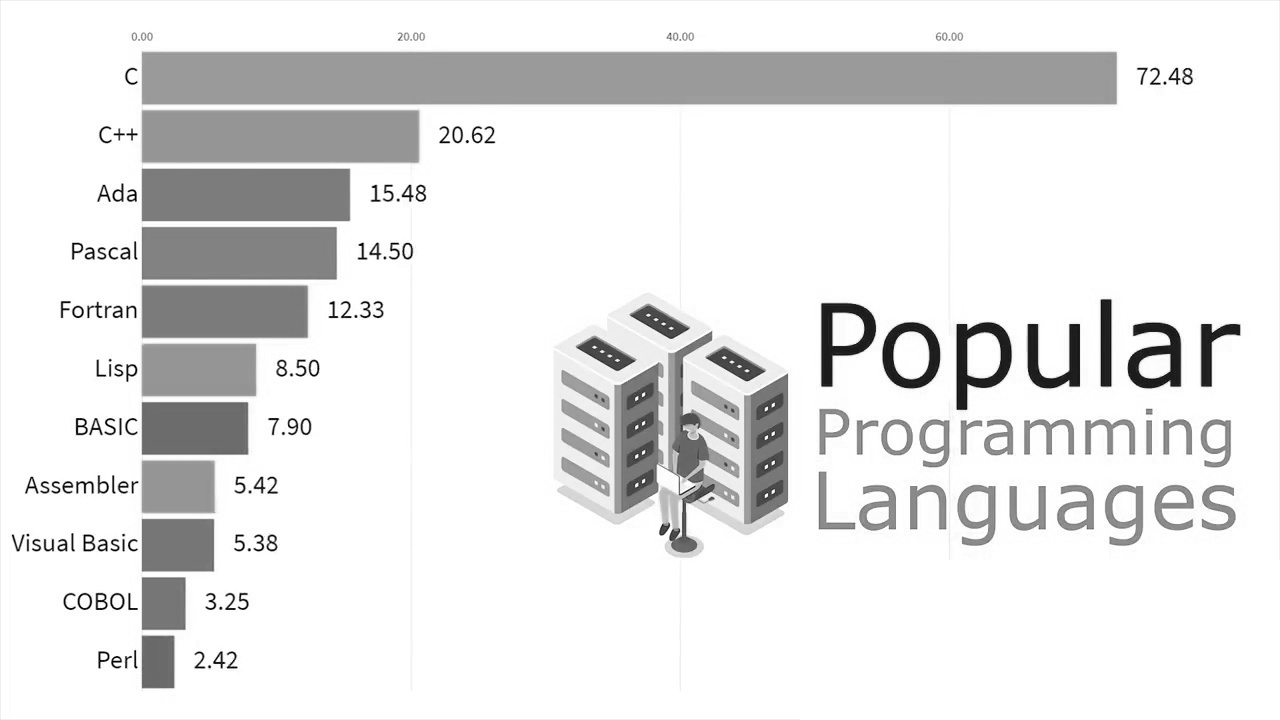 0.00 20.00 40.00 60.00
C 72.48
C++ 20.62
Ada 15.48
Pascal 14.50
Fortran 12.33
Lisp 8.50
BASIC 7.90
Assembler 5.42
Visual Basic 5.38
COBOL 3.25
Perl 2.42
Popular
Programming
Languages